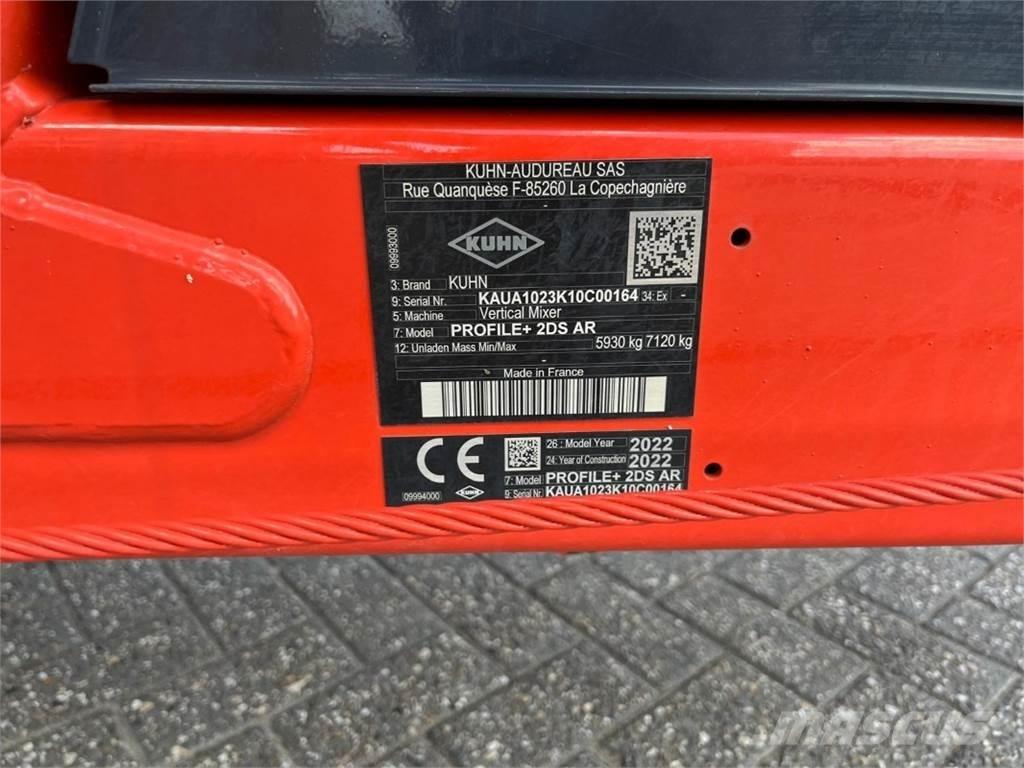 KUHN-AUDUREAU SAS
Rue Quanquèse F-85260 La Copechagnière
09993000
KUHN
3: Brand KUHN
9: Serial Nr. KAUA1023K10C00164 34: Ex -
5: Machine Vertical Mixer
7: Model PROFILE+ 2DS AR
12: Unladen Mass Min/Max 5930 kg 7120 kg
-
Made in France
CE
26 : Model Year 2022
24: Year of Construction 2022
7: Model PROFILE+ 2DS AR
09994000 KUHN 9: Serial Nr. KAUA1023K10C00164
MASCUS